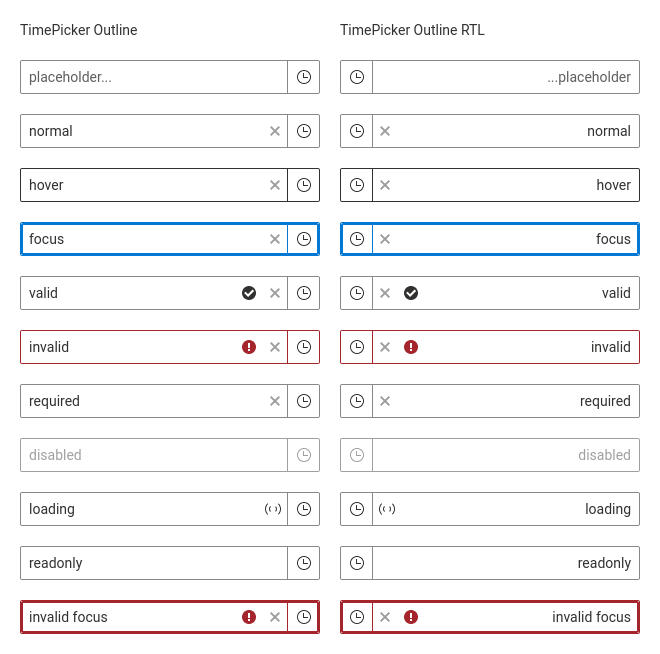 TimePicker Outline
TimePicker Outline RTL
placeholder...
...placeholder
normal
normal
hover
hover
focus
focus
valid
valid
invalid
invalid
required
required
disabled
disabled
loading
loading
readonly
readonly
invalid focus
invalid focus